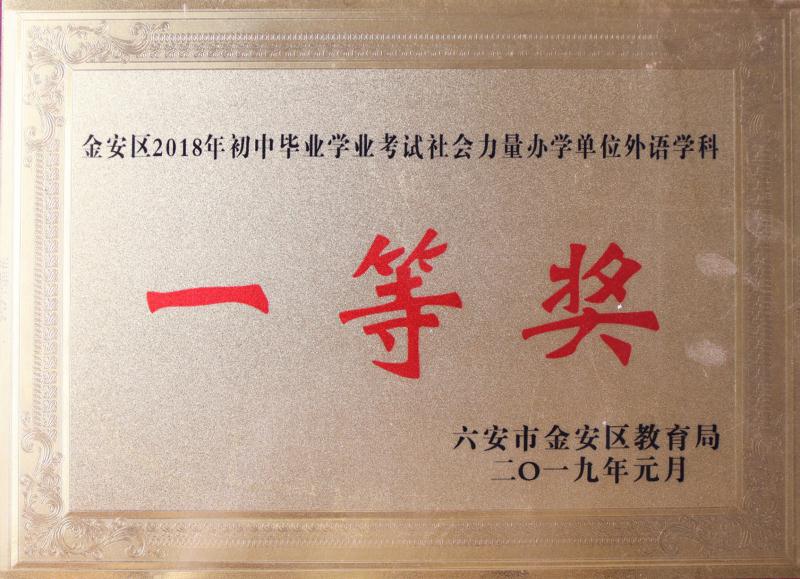 金安区2018年初中毕业学业考试社会力量办学单位外语学科
一等奖
六安市金安区教育局
二〇一九年元月